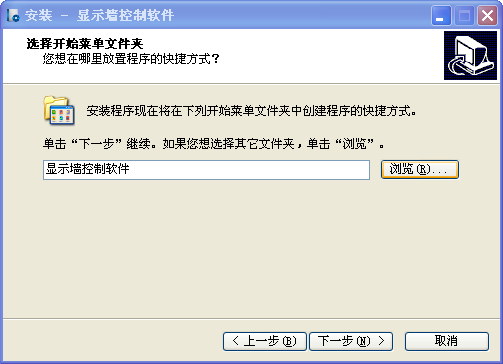 安装 - 显示墙控制软件
选择开始菜单文件夹
您想在哪里放置程序的快捷方式？
安装程序现在将在下列开始菜单文件夹中创建程序的快捷方式。
单击“下一步”继续。如果您想选择其它文件夹，单击“浏览”。
显示墙控制软件
浏览(R)...
< 上一步(B)
下一步(N) >
取消